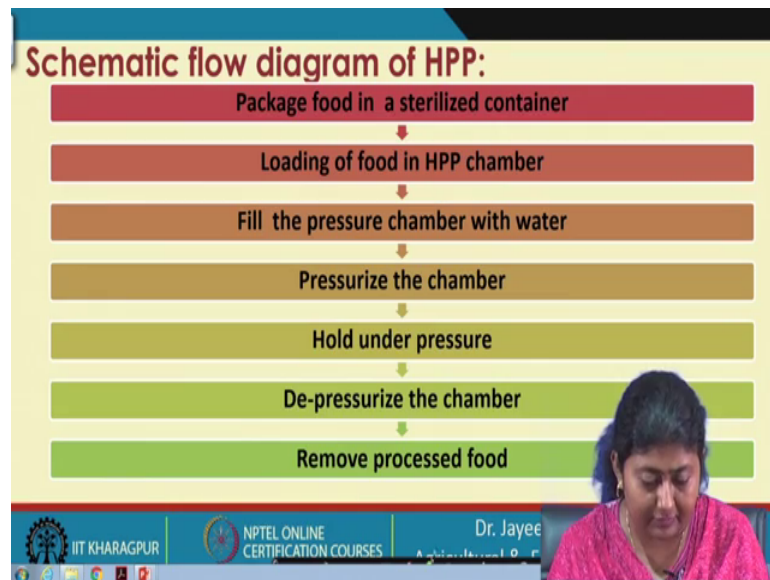 Schematic flow diagram of HPP:
Package food in a sterilized container
Loading of food in HPP chamber
Fill the pressure chamber with water
Pressurize the chamber
Hold under pressure
De-pressurize the chamber
Remove processed food
IIT KHARAGPUR
NPTEL ONLINE
CERTIFICATION COURSES
Dr. Jayee